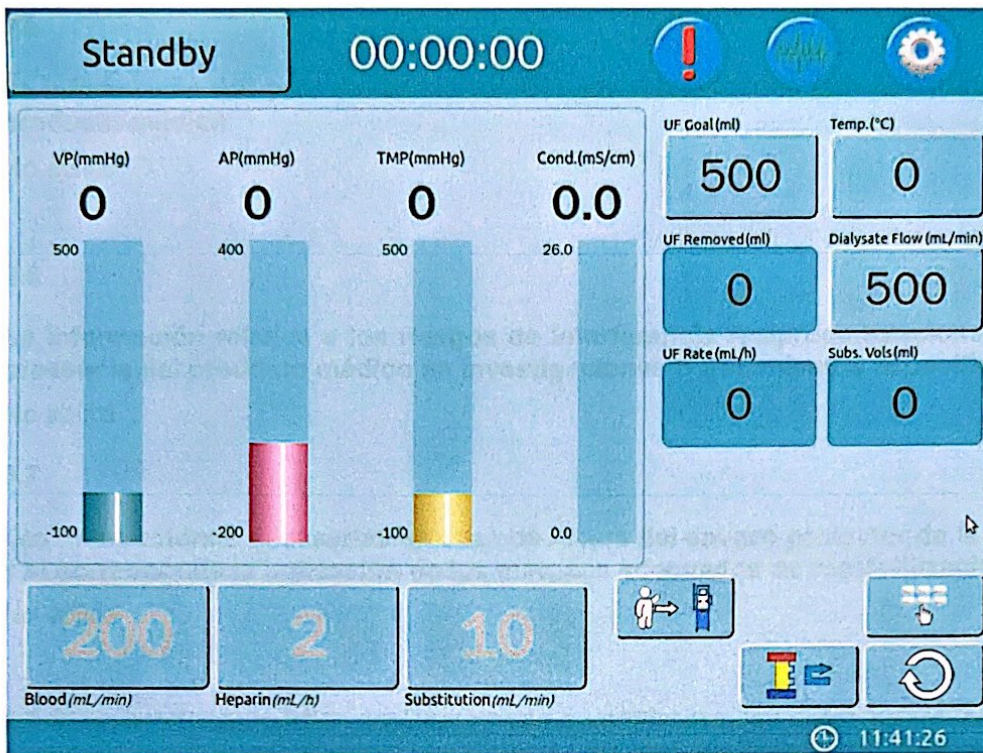 Standby
00:00:00
UF Goal(ml)
Temp.(°C)
500
0
VP(mmHg)
AP(mmHg)
TMP(mmHg)
Cond.(mS/cm)
0
0
0
0.0
500
400
500
26.0
UF Removed(ml)
Dialysate Flow (mL/min)
0
500
UF Rate (mL/h)
Subs. Vols(ml)
0
0
-100
-200
-100
0.0
200
2
10
Blood(mL/min)
Heparin(mL/h)
Substitution(mL/min)
11:41:26